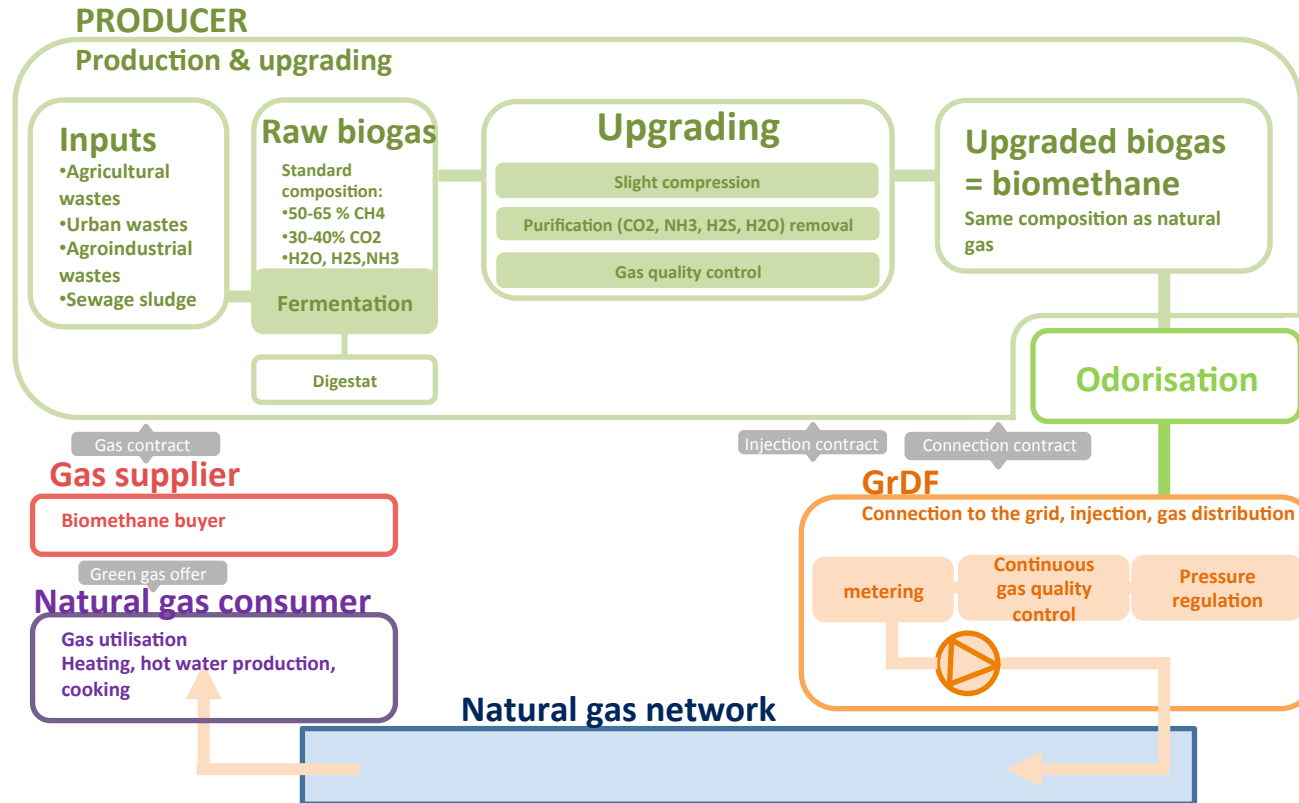 PRODUCER
Production & upgrading
Inputs
•Agricultural
wastes
•Urban wastes
•Agroindustrial
wastes
•Sewage sludge
Raw biogas
Standard
composition:
•50-65 % CH4
•30-40% CO2
•H2O, H2S,NH3
Fermentation
Digestat
Upgrading
Slight compression
Purification (CO2, NH3, H2S, H2O) removal
Gas quality control
Upgraded biogas
= biomethane
Same composition as natural
gas
Odorisation
Gas contract
Injection contract
Connection contract
Gas supplier
Biomethane buyer
Green gas offer
Natural gas consumer
Gas utilisation
Heating, hot water production,
cooking
GrDF
Connection to the grid, injection, gas distribution
metering
Continuous
gas quality
control
Pressure
regulation
Natural gas network